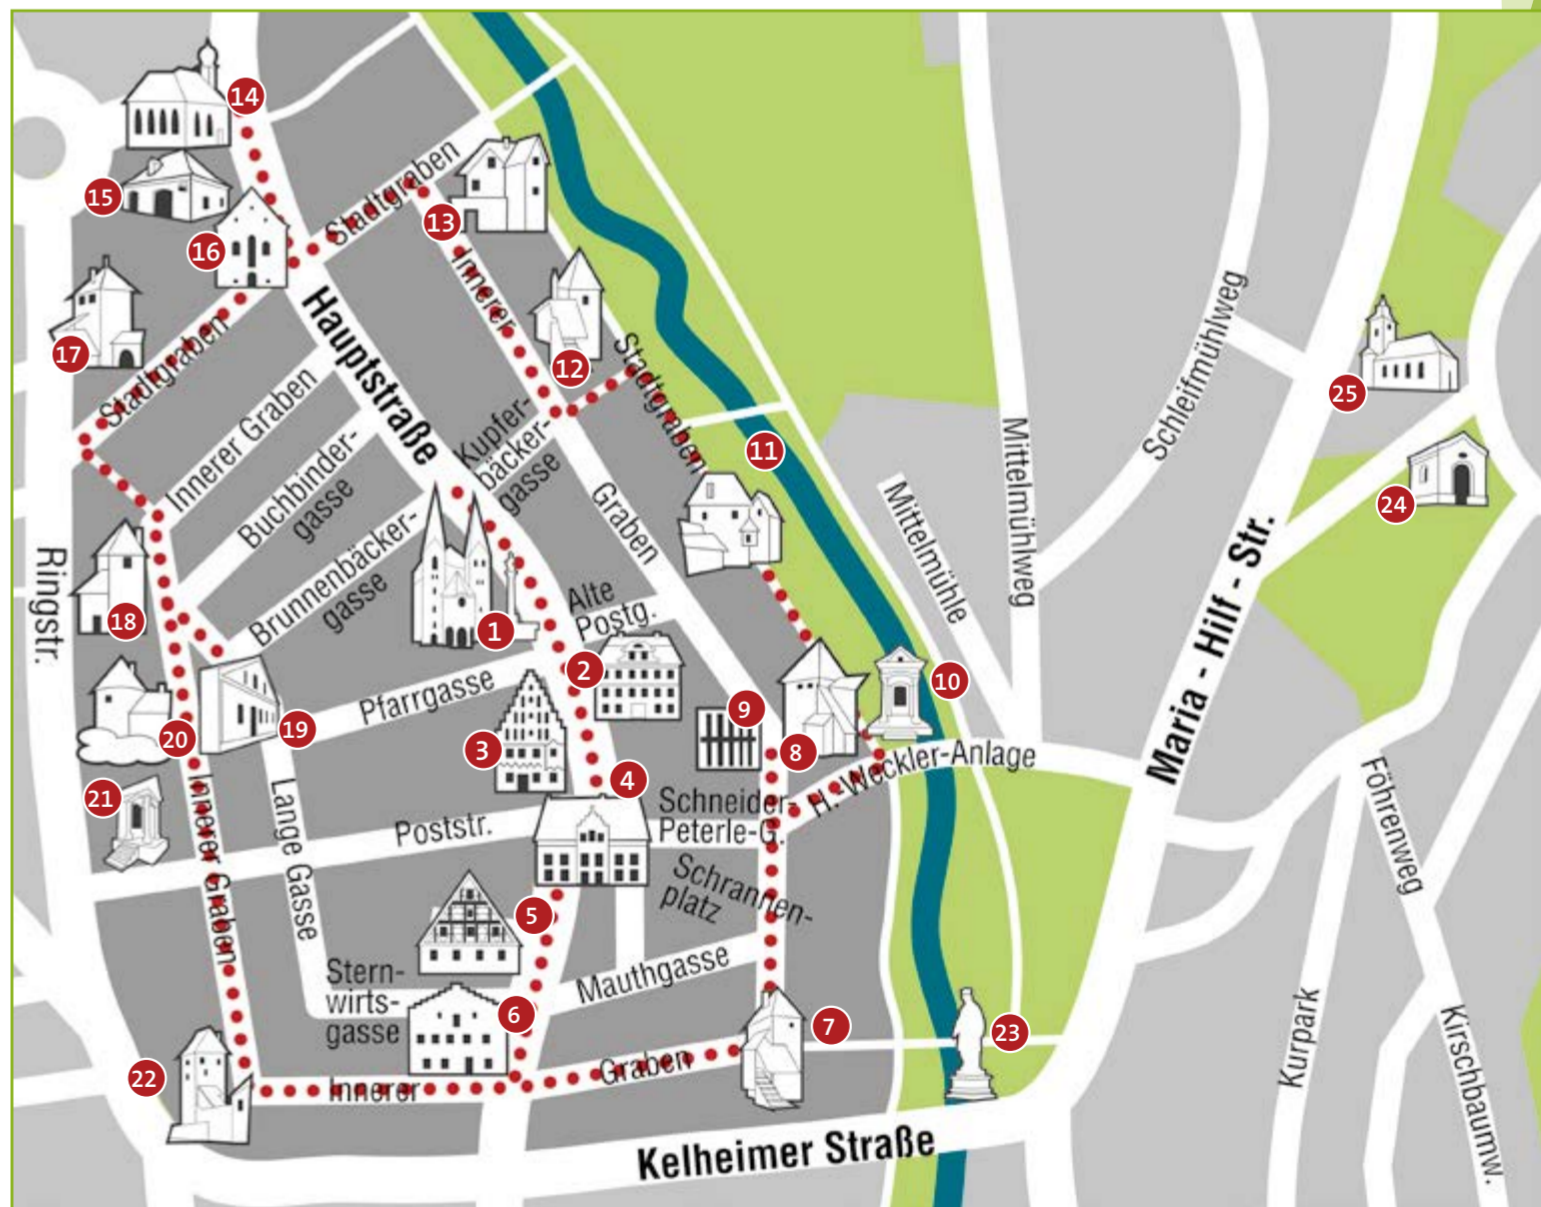 14
Stadtgraben
15
13
16
Innerer
Hauptstraße
Schleifmühlweg
17
12
Stadtgraben
Stadtgraben
25
Innerer Graben
Kupfer-
bäcker-
gasse
Mittelmühlweg
11
Buchbinder-
gasse
Graben
Mittelmühle
24
Brunnenbäcker-
gasse
Ringstr.
Maria - Hilf - Str.
18
1
Alte
Postg.
2
10
Pfarrgasse
9
19
20
3
8
H.-Weckler-Anlage
4
21
Innerer Graben
Lange Gasse
Schneider-
Peterle-G.
Poststr.
Föhrenweg
Schrannen-
platz
5
Stern-
wirts-
gasse
Mauthgasse
6
7
23
Kurpark
Kirschbaumw.
22
Innerer
Graben
Kelheimer Straße